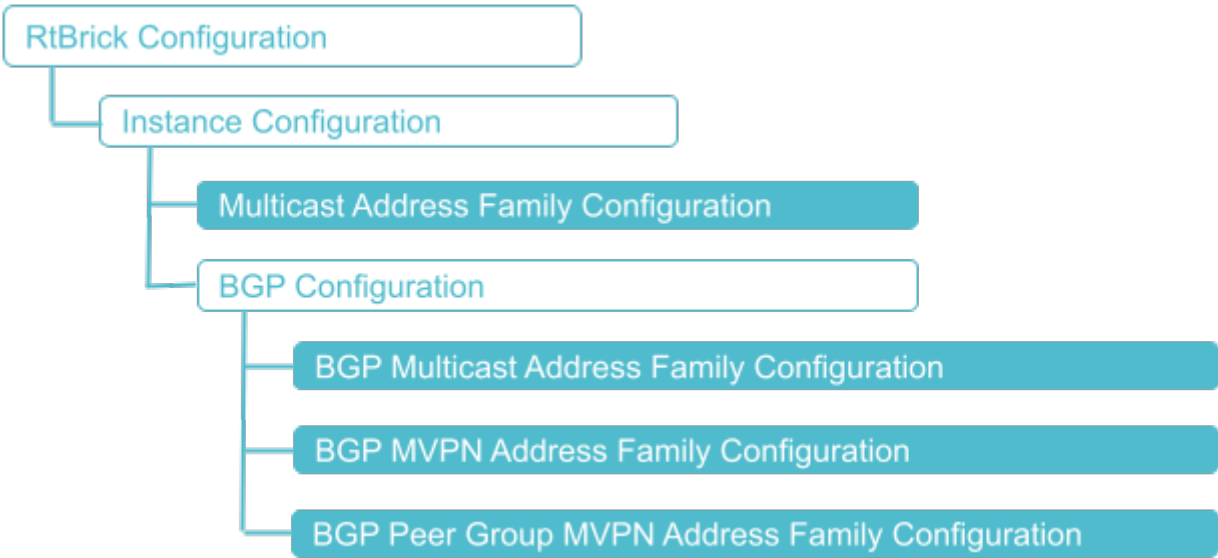 RtBrick Configuration
Instance Configuration
Multicast Address Family Configuration
BGP Configuration
BGP Multicast Address Family Configuration
BGP MVPN Address Family Configuration
BGP Peer Group MVPN Address Family Configuration